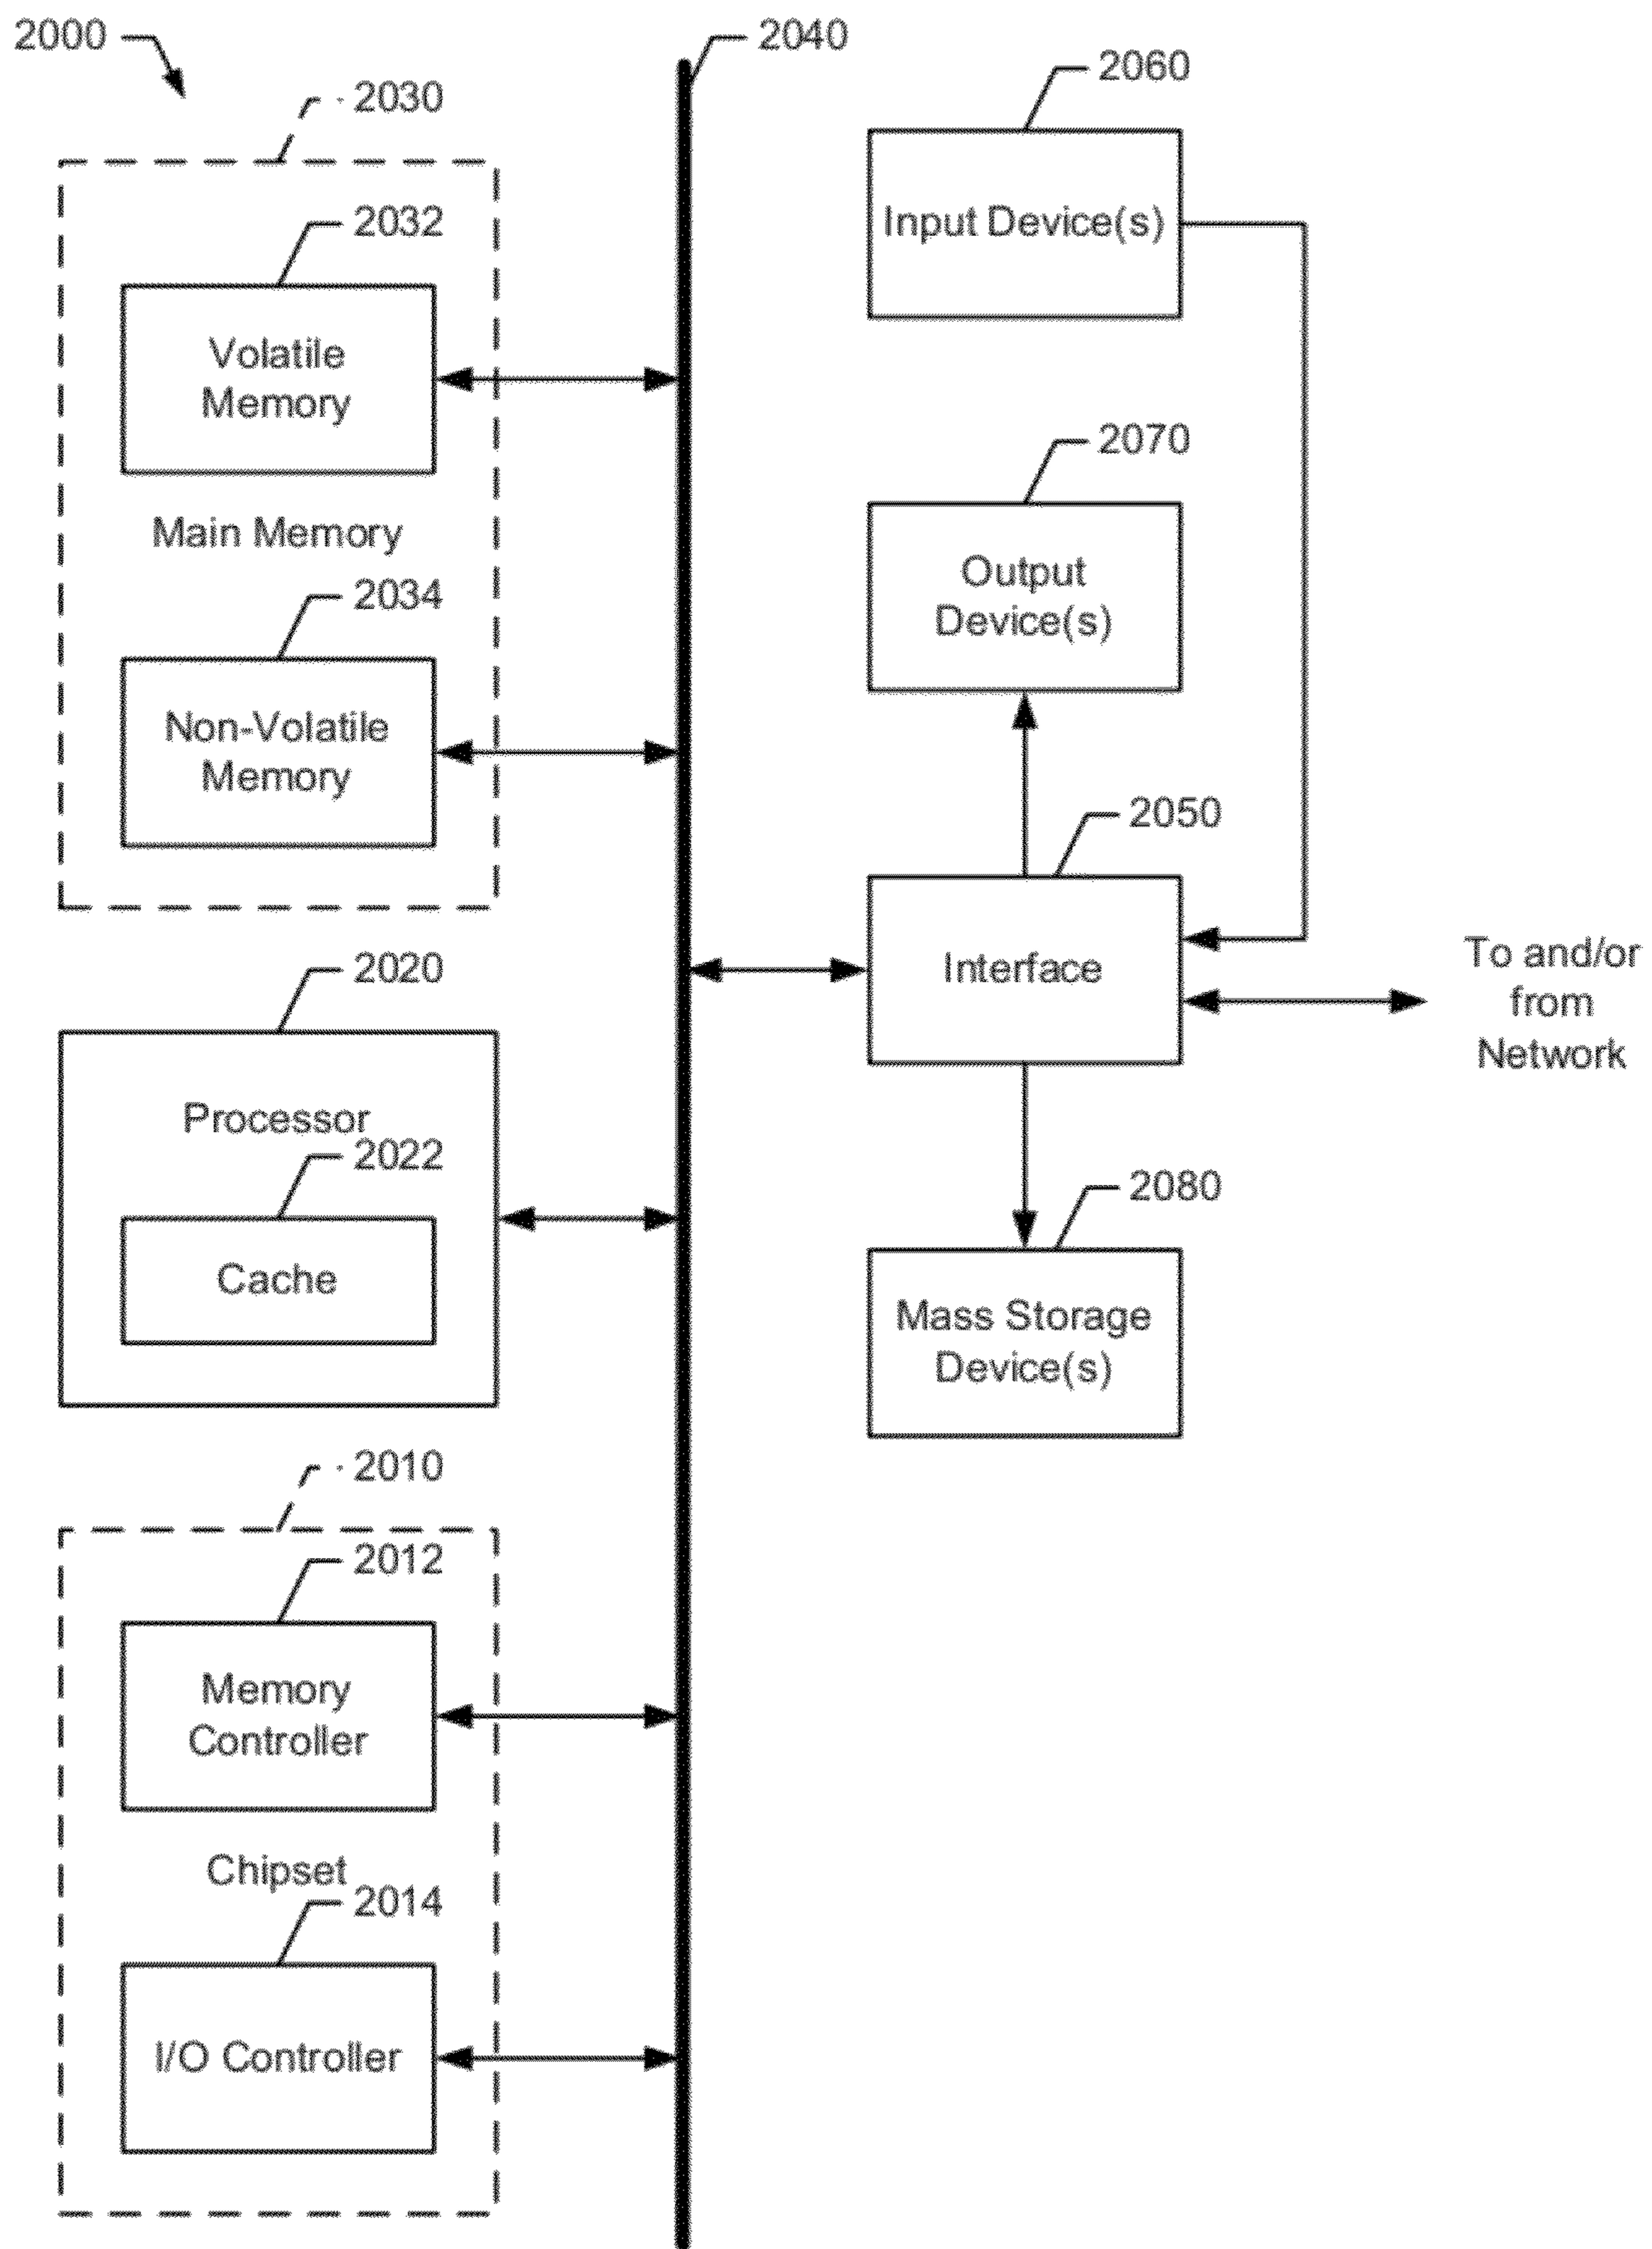 2000
2030
2032
Volatile
Memory
Main Memory
2034
Non-Volatile
Memory
2020
Processor
2022
Cache
2010
2012
Memory
Controller
Chipset
2014
I/O Controller
2040
2060
Input Device(s)
2070
Output
Device(s)
2050
Interface
To and/or
from
Network
2080
Mass Storage
Device(s)